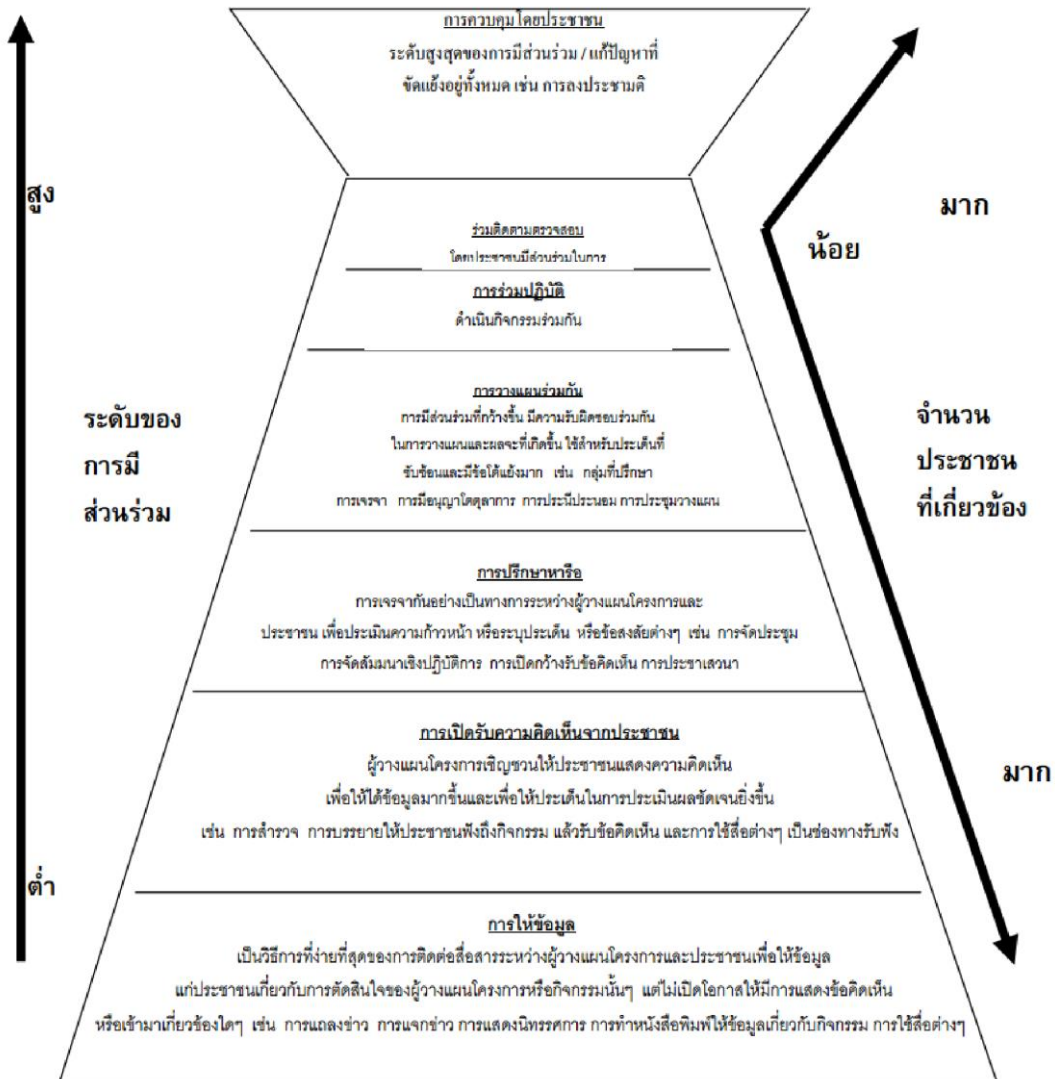 การควบคุมโดยประชาชน
ระดับสูงสุดของการมีส่วนร่วม / แก้ปัญหาที่
ขัดแย้งอยู่ทั้งหมด เช่น การลงประชามติ
สูง
มาก
น้อย
ร่วมติดตามตรวจสอบ
โดยประชาชนมีส่วนร่วมในการ
การร่วมปฏิบัติ
ดำเนินกิจกรรมร่วมกัน
ระดับของ
การมี
ส่วนร่วม
การวางแผนร่วมกัน
การมีส่วนร่วมที่กว้างขึ้น มีความรับผิดชอบร่วมกัน
ในการวางแผนและผลจะที่เกิดขึ้น ใช้สำหรับประเด็นที่
ซับซ้อนและมีข้อโต้แย้งมาก เช่น กลุ่มที่ปรึกษา
การเจรจา การมีอนุญาโตตุลาการ การประนีประนอม การประชุมวางแผน
จำนวน
ประชาชน
ที่เกี่ยวข้อง
การปรึกษาหารือ
การเจรจากันอย่างเป็นทางการระหว่างผู้วางแผนโครงการและ
ประชาชน เพื่อประเมินความก้าวหน้า หรือระบุประเด็น หรือข้อสงสัยต่างๆ เช่น การจัดประชุม
การจัดสัมมนาเชิงปฏิบัติการ การเปิดกว้างรับข้อคิดเห็น การประชาเสวนา
การเปิดรับความคิดเห็นจากประชาชน
ผู้วางแผนโครงการเชิญชวนให้ประชาชนแสดงความคิดเห็น
เพื่อให้ได้ข้อมูลมากขึ้นและเพื่อให้ประเด็นในการประเมินผลชัดเจนยิ่งขึ้น
เช่น การสำรวจ การบรรยายให้ประชาชนฟังถึงกิจกรรม แล้วรับข้อคิดเห็น และการใช้สื่อต่างๆ เป็นช่องทางรับฟัง
มาก
ต่ำ
การให้ข้อมูล
เป็นวิธีการที่ง่ายที่สุดของการติดต่อสื่อสารระหว่างผู้วางแผนโครงการและประชาชนเพื่อให้ข้อมูล
แก่ประชาชนเกี่ยวกับการตัดสินใจของผู้วางแผนโครงการหรือกิจกรรมนั้นๆ แต่ไม่เปิดโอกาสให้มีการแสดงข้อคิดเห็น
หรือเข้ามาเกี่ยวข้องใดๆ เช่น การแถลงข่าว การแจกข่าว การแสดงนิทรรศการ การทำหนังสือพิมพ์ให้ข้อมูลเกี่ยวกับกิจกรรม การใช้สื่อต่างๆ